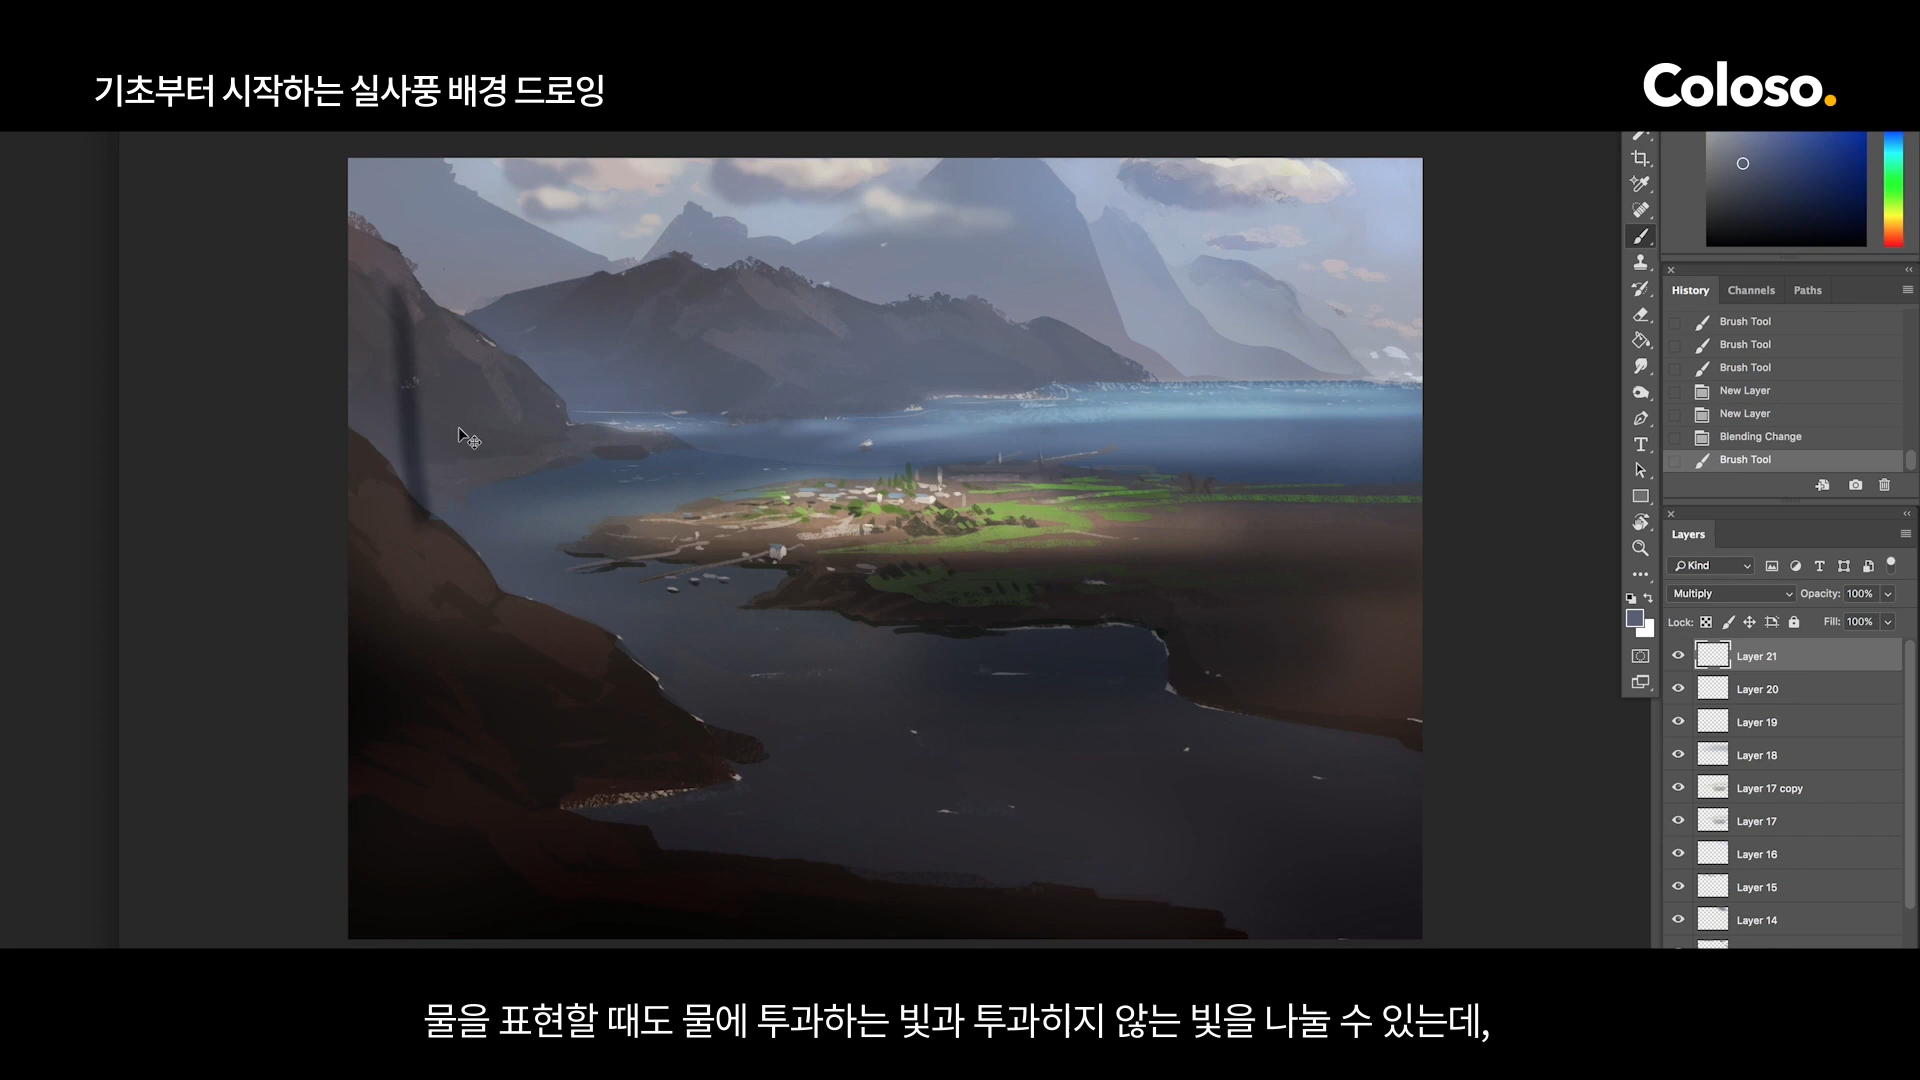 기초부터 시작하는 실사풍 배경 드로잉
Coloso.
History Channels Paths
Brush Tool
Brush Tool
Brush Tool
New Layer
New Layer
Blending Change
Brush Tool
Layers
Kind
Multiply Opacity: 100%
Lock: Fill: 100%
Layer 21
Layer 20
Layer 19
Layer 18
Layer 17 copy
Layer 17
Layer 16
Layer 15
Layer 14
물을 표현할 때도 물에 투과하는 빛과 투과히지 않는 빛을 나눌 수 있는데,